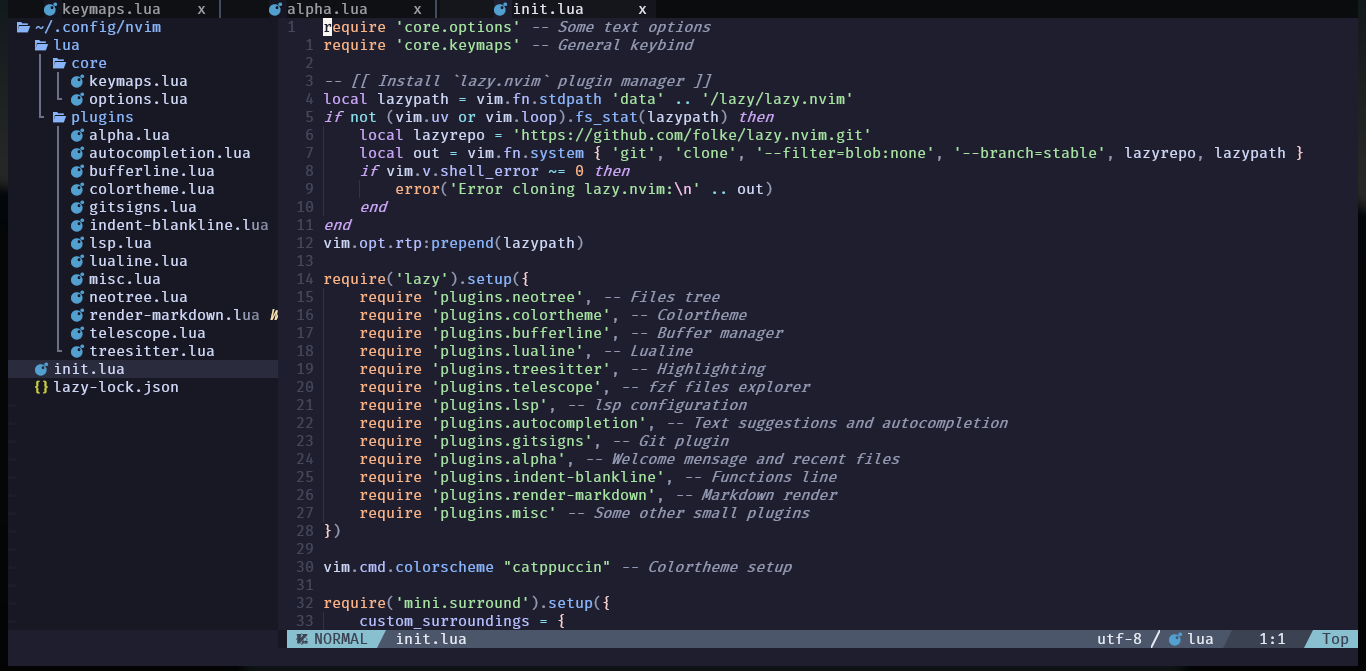 keymaps.lua x alpha.lua x init.lua x
~/.config/nvim
lua
core
keymaps.lua
options.lua
plugins
alpha.lua
autocompletion.lua
bufferline.lua
colortheme.lua
gitsigns.lua
indent-blankline.lua
lsp.lua
lualine.lua
misc.lua
neotree.lua
render-markdown.lua
telescope.lua
treesitter.lua
init.lua
{} lazy-lock.json
1 require 'core.options' -- Some text options
1 require 'core.keymaps' -- General keybind
2
3 -- [[ Install `lazy.nvim` plugin manager ]]
4 local lazypath = vim.fn.stdpath 'data' .. '/lazy/lazy.nvim'
5 if not (vim.uv or vim.loop).fs_stat(lazypath) then
6 local lazyrepo = 'https://github.com/folke/lazy.nvim.git'
7 local out = vim.fn.system { 'git', 'clone', '--filter=blob:none', '--branch=stable', lazyrepo, lazypath }
8 if vim.v.shell_error ~= 0 then
9 error('Error cloning lazy.nvim:\n' .. out)
10 end
11 end
12 vim.opt.rtp:prepend(lazypath)
13
14 require('lazy').setup({
15 require 'plugins.neotree', -- Files tree
16 require 'plugins.colortheme', -- Colortheme
17 require 'plugins.bufferline', -- Buffer manager
18 require 'plugins.lualine', -- Lualine
19 require 'plugins.treesitter', -- Highlighting
20 require 'plugins.telescope', -- fzf files explorer
21 require 'plugins.lsp', -- lsp configuration
22 require 'plugins.autocompletion', -- Text suggestions and autocompletion
23 require 'plugins.gitsigns', -- Git plugin
24 require 'plugins.alpha', -- Welcome mensage and recent files
25 require 'plugins.indent-blankline', -- Functions line
26 require 'plugins.render-markdown', -- Markdown render
27 require 'plugins.misc' -- Some other small plugins
28 })
29
30 vim.cmd.colorscheme "catppuccin" -- Colortheme setup
31
32 require('mini.surround').setup({
33 custom_surroundings = {
NORMAL init.lua utf-8 / lua 1:1 Top